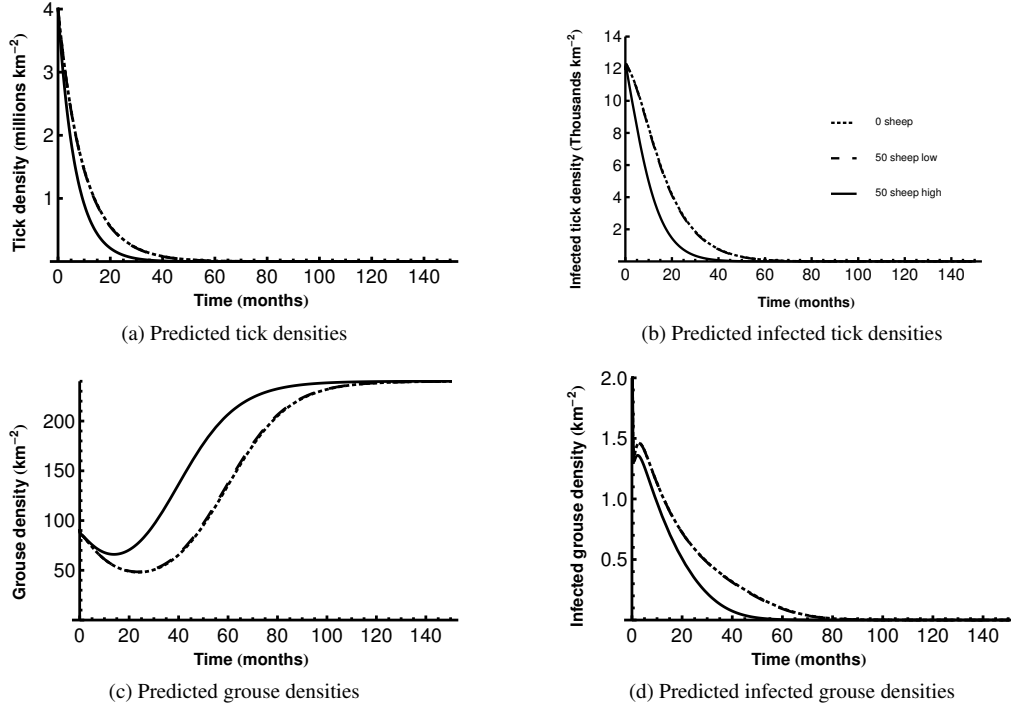 4
3
2
1
0 20 40 60 80 100 120 140
Tick density (millions km−2)
Time (months)
(a) Predicted tick densities
14
12
10
8
6
4
2
0 20 40 60 80 100 120 140
Infected tick density (Thousands km−2)
Time (months)
0 sheep
50 sheep low
50 sheep high
(b) Predicted infected tick densities
200
150
100
50
0 20 40 60 80 100 120 140
Grouse density (km−2)
Time (months)
(c) Predicted grouse densities
2.0
1.5
1.0
0.5
0 20 40 60 80 100 120 140
Infected grouse density (km−2)
Time (months)
(d) Predicted infected grouse densities